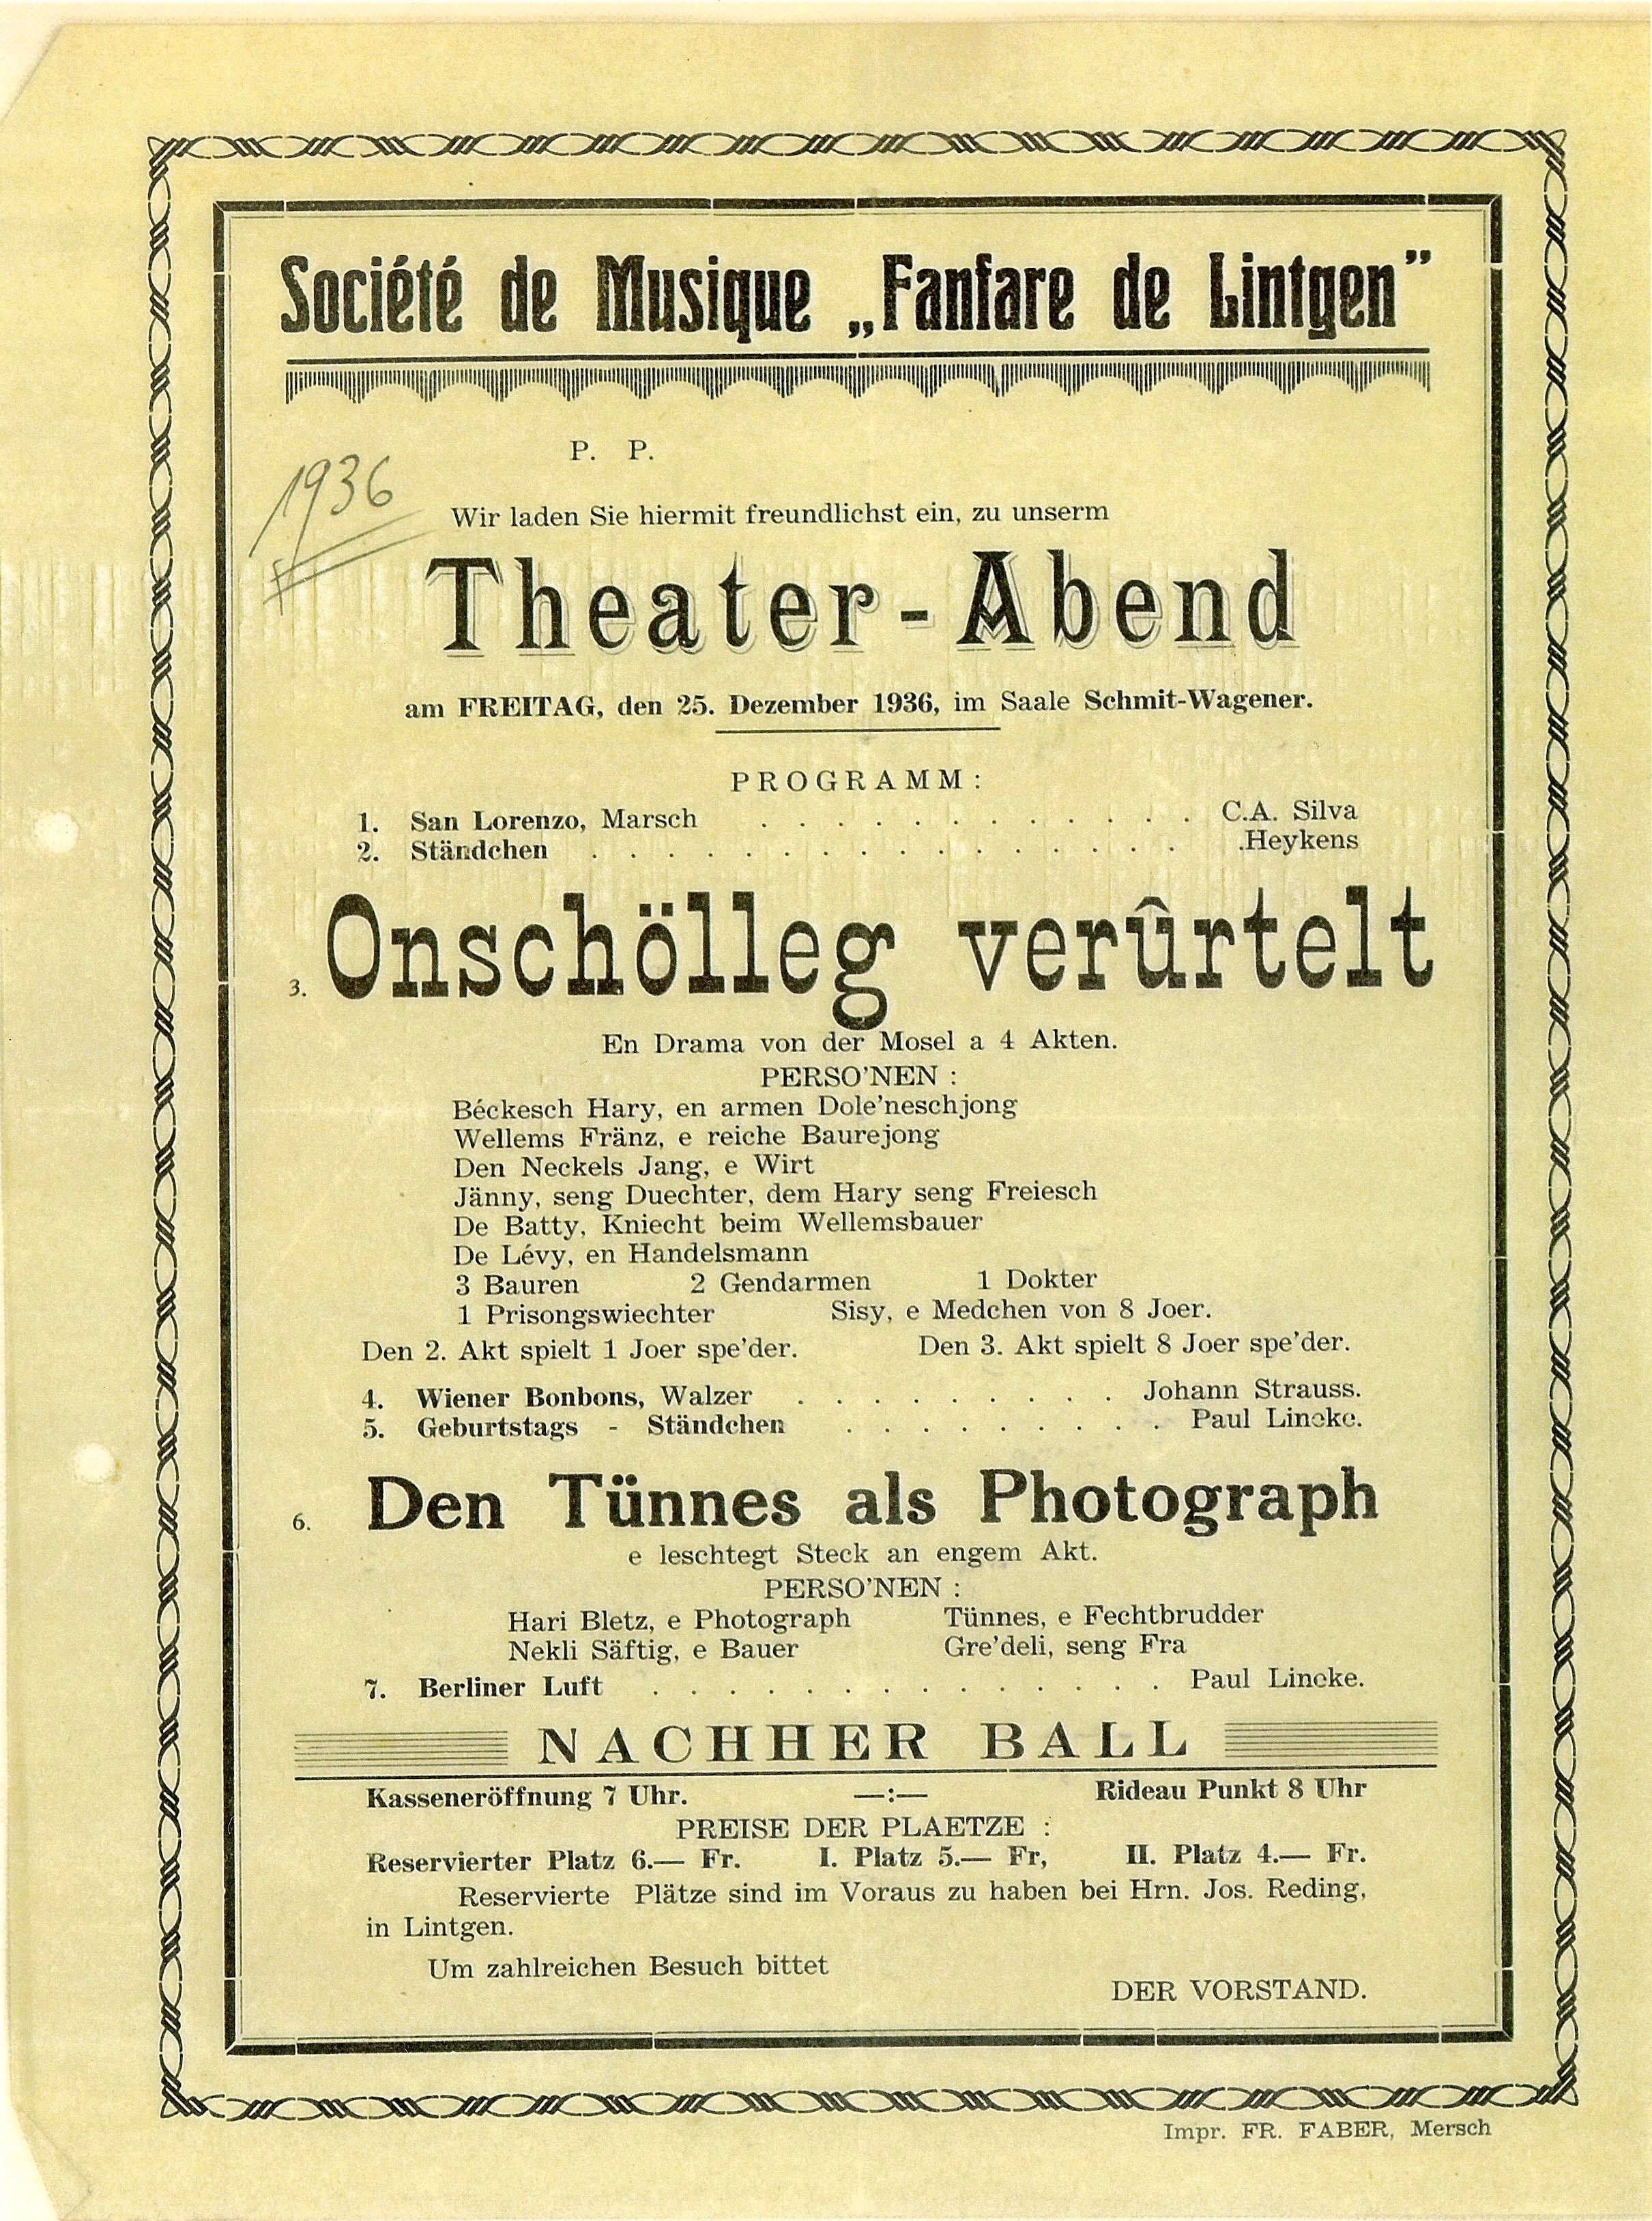 Société de Musique „Fanfare de Lintgen”
P. P.
1936
Wir laden Sie hiermit freundlichst ein, zu unserm
Theater-Abend
am FREITAG, den 25. Dezember 1936, im Saale Schmit-Wagener.
PROGRAMM:
1. San Lorenzo, Marsch . . . . . . . . . . . . C.A. Silva
2. Ständchen . . . . . . . . . . . . . . . .Heykens
3. Onschölleg verûrtelt
En Drama von der Mosel a 4 Akten.
PERSO'NEN :
Béckesch Hary, en armen Dole'neschjong
Wellems Fränz, e reiche Baurejong
Den Neckels Jang, e Wirt
Jänny, seng Duechter, dem Hary seng Freiesch
De Batty, Kniecht beim Wellemsbauer
De Lévy, en Handelsmann
3 Bauren 2 Gendarmen 1 Dokter
1 Prisongswiechter Sisy, e Medchen von 8 Joer.
Den 2. Akt spielt 1 Joer spe'der. Den 3. Akt spielt 8 Joer spe'der.
4. Wiener Bonbons, Walzer . . . . . . . . . Johann Strauss.
5. Geburtstags - Ständchen . . . . . . . . . Paul Lincke.
6. Den Tünnes als Photograph
e leschtegt Steck an engem Akt.
PERSO'NEN :
Hari Bletz, e Photograph Tünnes, e Fechtbrudder
Nekli Säftig, e Bauer Gre'deli, seng Fra
7. Berliner Luft . . . . . . . . . . . . . . Paul Lincke.
NACHHER BALL
Kasseneröffnung 7 Uhr. —:— Rideau Punkt 8 Uhr
PREISE DER PLAETZE :
Reservierter Platz 6.— Fr. I. Platz 5.— Fr, II. Platz 4.— Fr.
Reservierte Plätze sind im Voraus zu haben bei Hrn. Jos. Reding,
in Lintgen.
Um zahlreichen Besuch bittet
DER VORSTAND.
Impr. FR. FABER, Mersch